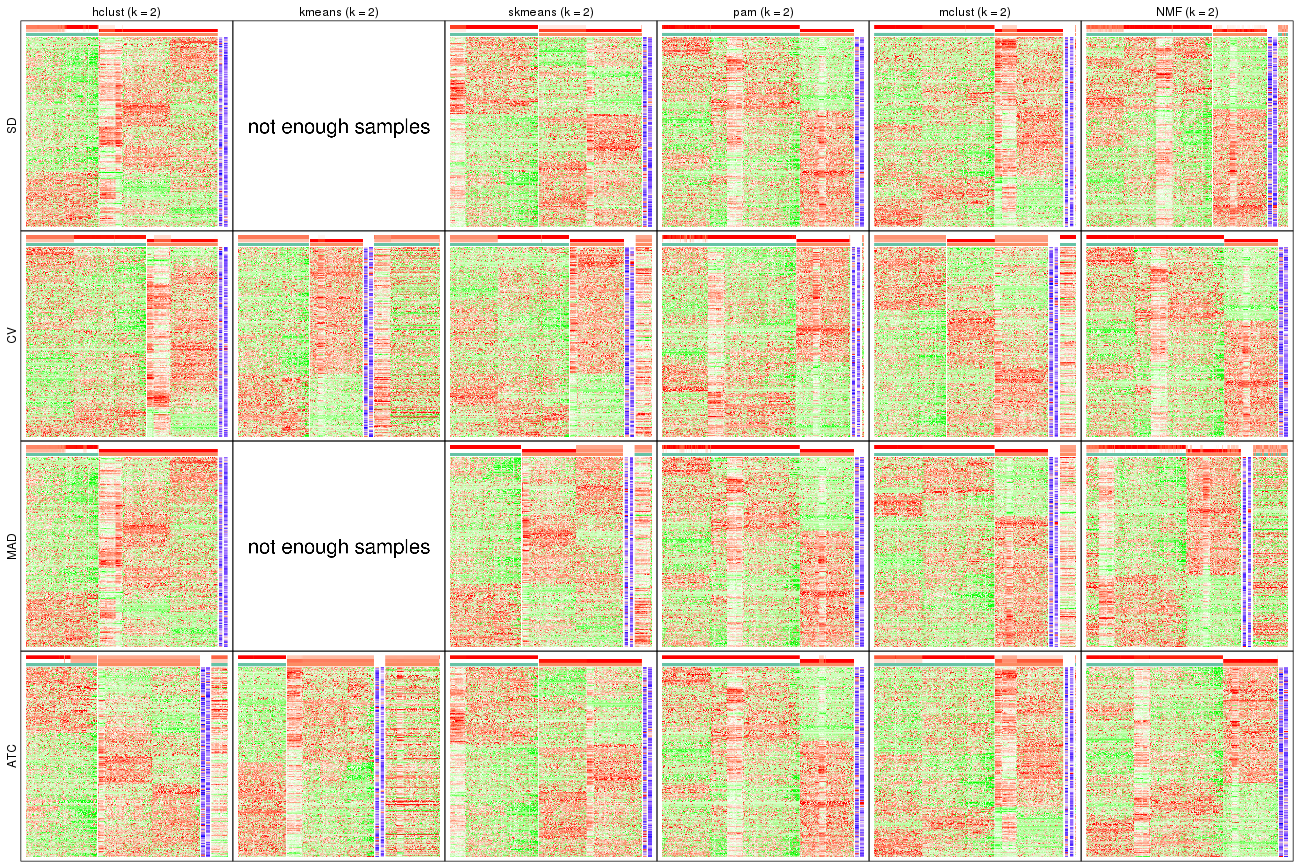 hclust (k = 2) kmeans (k = 2) skmeans (k = 2) pam (k = 2) mclust (k = 2) NMF (k = 2)
SD
not enough samples
CV
MAD
not enough samples
ATC